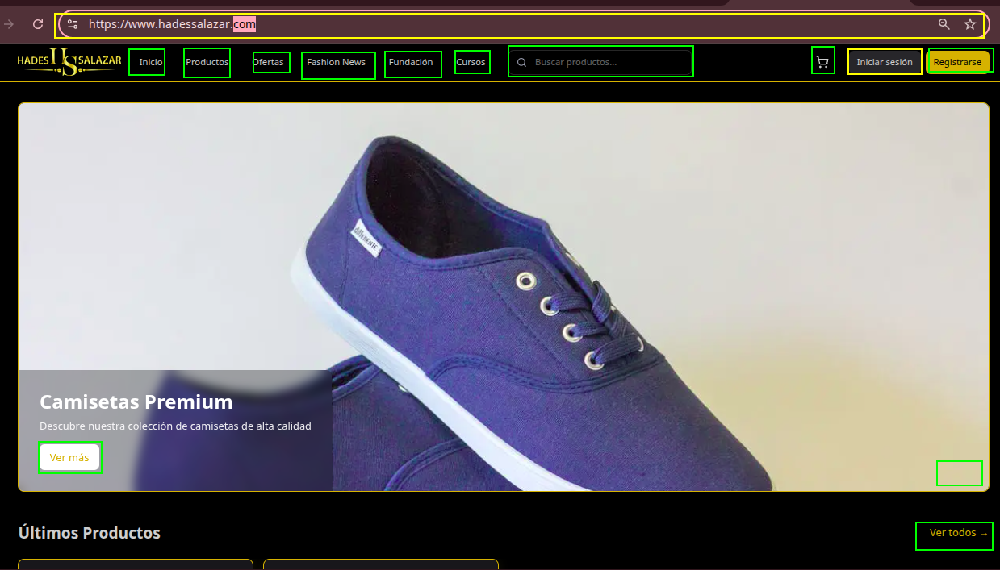 https://www.hadessalazar.com
HADES HS SALAZAR
Inicio
Productos
Ofertas
Fashion News
Fundación
Cursos
Buscar productos...
Iniciar sesión
Registrarse
diffERENTE
Camisetas Premium
Descubre nuestra colección de camisetas de alta calidad
Ver más
Últimos Productos
Ver todos →